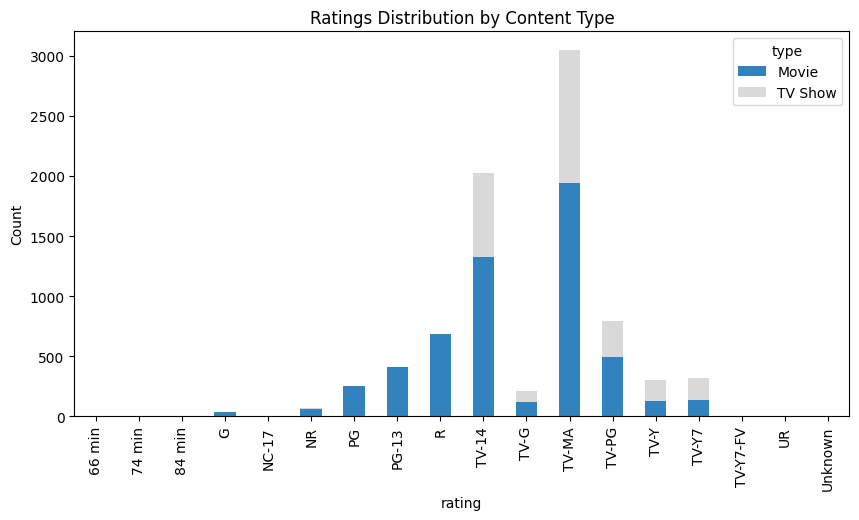 Ratings Distribution by Content Type
type
Movie
TV Show
Count
3000
2500
2000
1500
1000
500
0
66 min
74 min
84 min
G
NC-17
NR
PG
PG-13
R
TV-14
TV-G
TV-MA
TV-PG
TV-Y
TV-Y7
TV-Y7-FV
UR
Unknown
rating